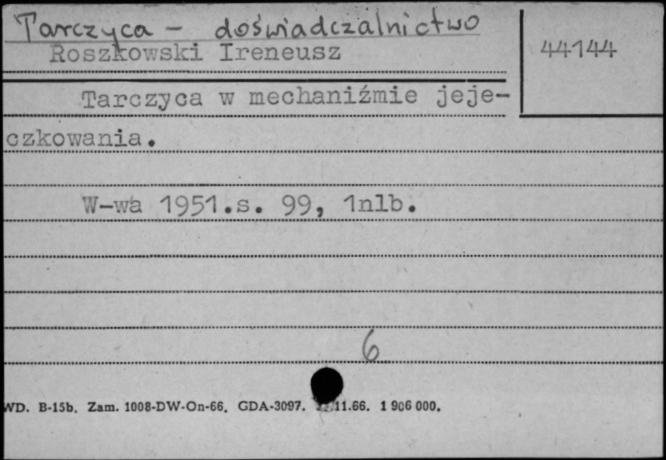 Tarczyca - doświadczalnictwo
Roszkowski Ireneusz
44144
Tarczyca w mechaniźmie jeje-
czkowania.
W-wa 1951.s. 99, 1nlb.
6
WD. B-15b. Zam. 1008-DW-On-66. GDA-3097. 11.66. 1 906 000.